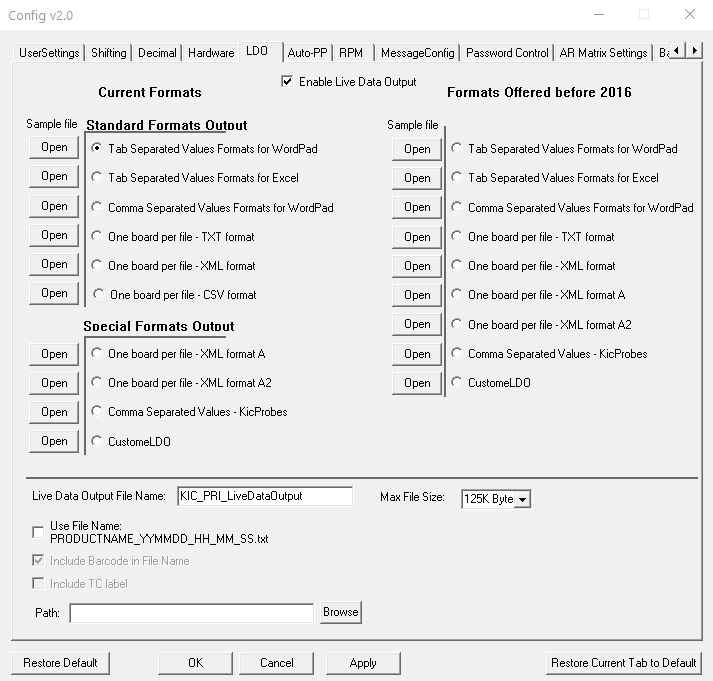 Config v2.0
UserSettings Shifting Decimal Hardware LDO Auto-PP RPM MessageConfig Password Control AR Matrix Settings
Enable Live Data Output
Current Formats
Sample file Standard Formats Output
Open Tab Separated Values Formats for WordPad
Open Tab Separated Values Formats for Excel
Open Comma Separated Values Formats for WordPad
Open One board per file - TXT format
Open One board per file - XML format
Open One board per file - CSV format
Special Formats Output
Open One board per file - XML format A
Open One board per file - XML format A2
Open Comma Separated Values - KicProbes
Open CustomeLDO
Formats Offered before 2016
Sample file
Open Tab Separated Values Formats for WordPad
Open Tab Separated Values Formats for Excel
Open Comma Separated Values Formats for WordPad
Open One board per file - TXT format
Open One board per file - XML format
Open One board per file - XML format A
Open One board per file - XML format A2
Open Comma Separated Values - KicProbes
Open CustomeLDO
Live Data Output File Name: KIC_PRI_LiveDataOutput Max File Size: 125K Byte
Use File Name:
PRODUCTNAME_YYMMDD_HH_MM_SS.txt
Include Barcode in File Name
Include TC label
Path: Browse
Restore Default OK Cancel Apply Restore Current Tab to Default